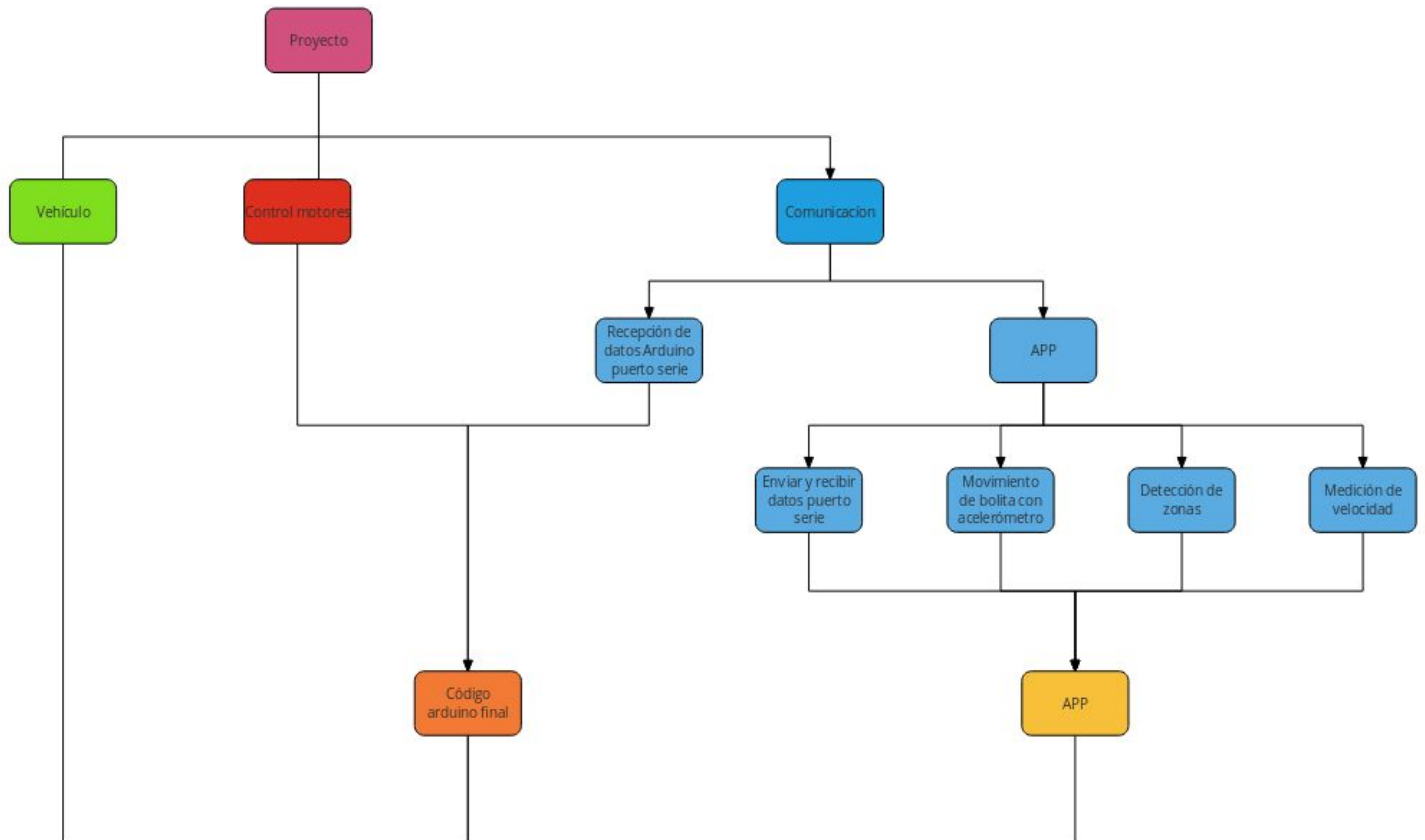 Proyecto
Vehículo
Control motores
Comunicacion
Recepción de
datos Arduino
puerto serie
APP
Enviar y recibir
datos puerto
serie
Movimiento
de bolita con
acelerómetro
Detección de
zonas
Medición de
velocidad
Código
arduino final
APP